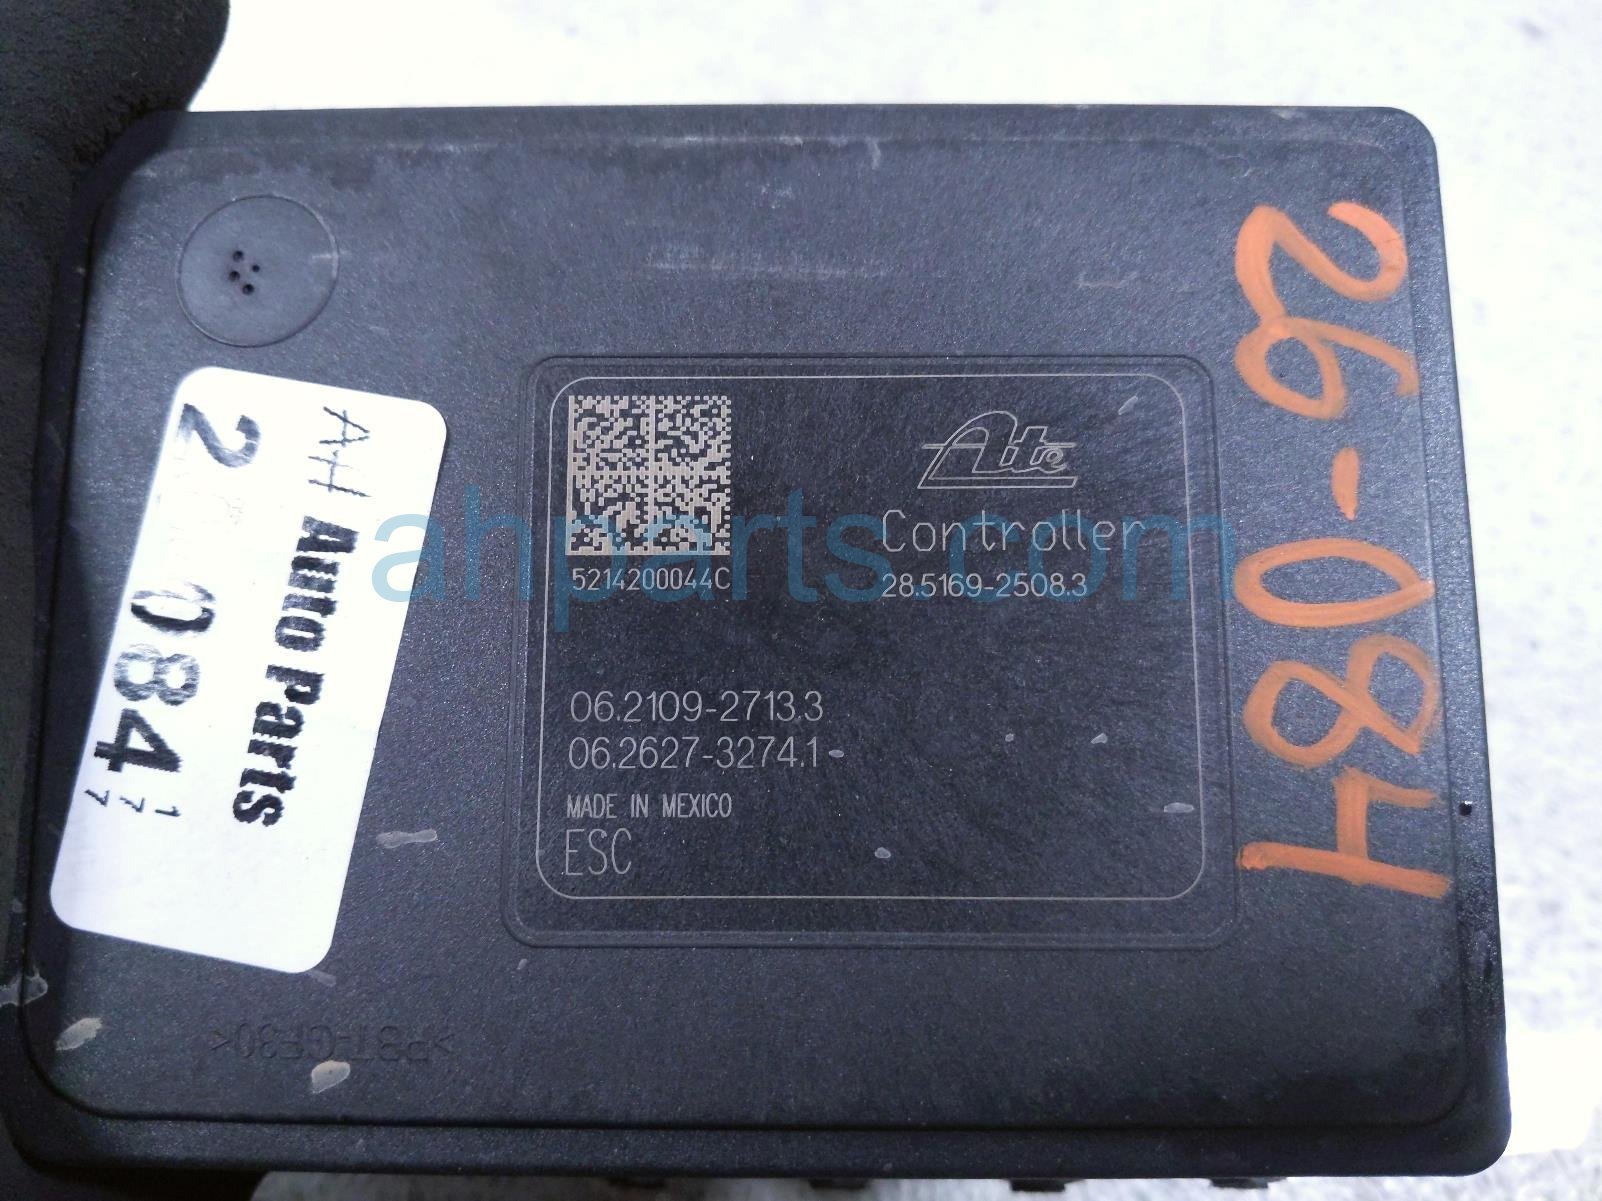 Ate
Controller
28.5169-2508.3
5214200044C
06.2109-2713.3
06.2627-3274.1
MADE IN MEXICO
ESC
26-084
AH Auto Parts
2 084
177
>PBT-GF30<
ahparts.com